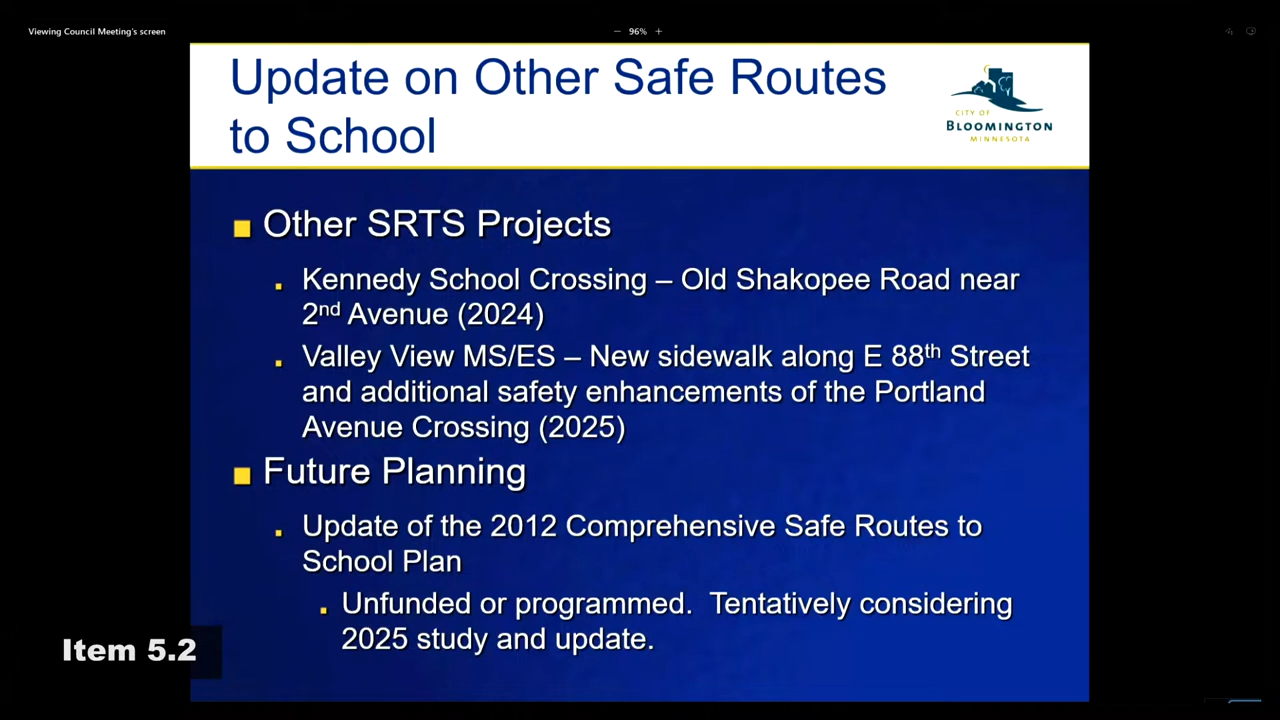 Viewing Council Meeting's screen
− 96% +
Update on Other Safe Routes
to School
CITY OF
BLOOMINGTON
MINNESOTA
■ Other SRTS Projects
▪ Kennedy School Crossing – Old Shakopee Road near
2nd Avenue (2024)
▪ Valley View MS/ES – New sidewalk along E 88th Street
and additional safety enhancements of the Portland
Avenue Crossing (2025)
■ Future Planning
▪ Update of the 2012 Comprehensive Safe Routes to
School Plan
▪ Unfunded or programmed.  Tentatively considering
2025 study and update.
Item 5.2